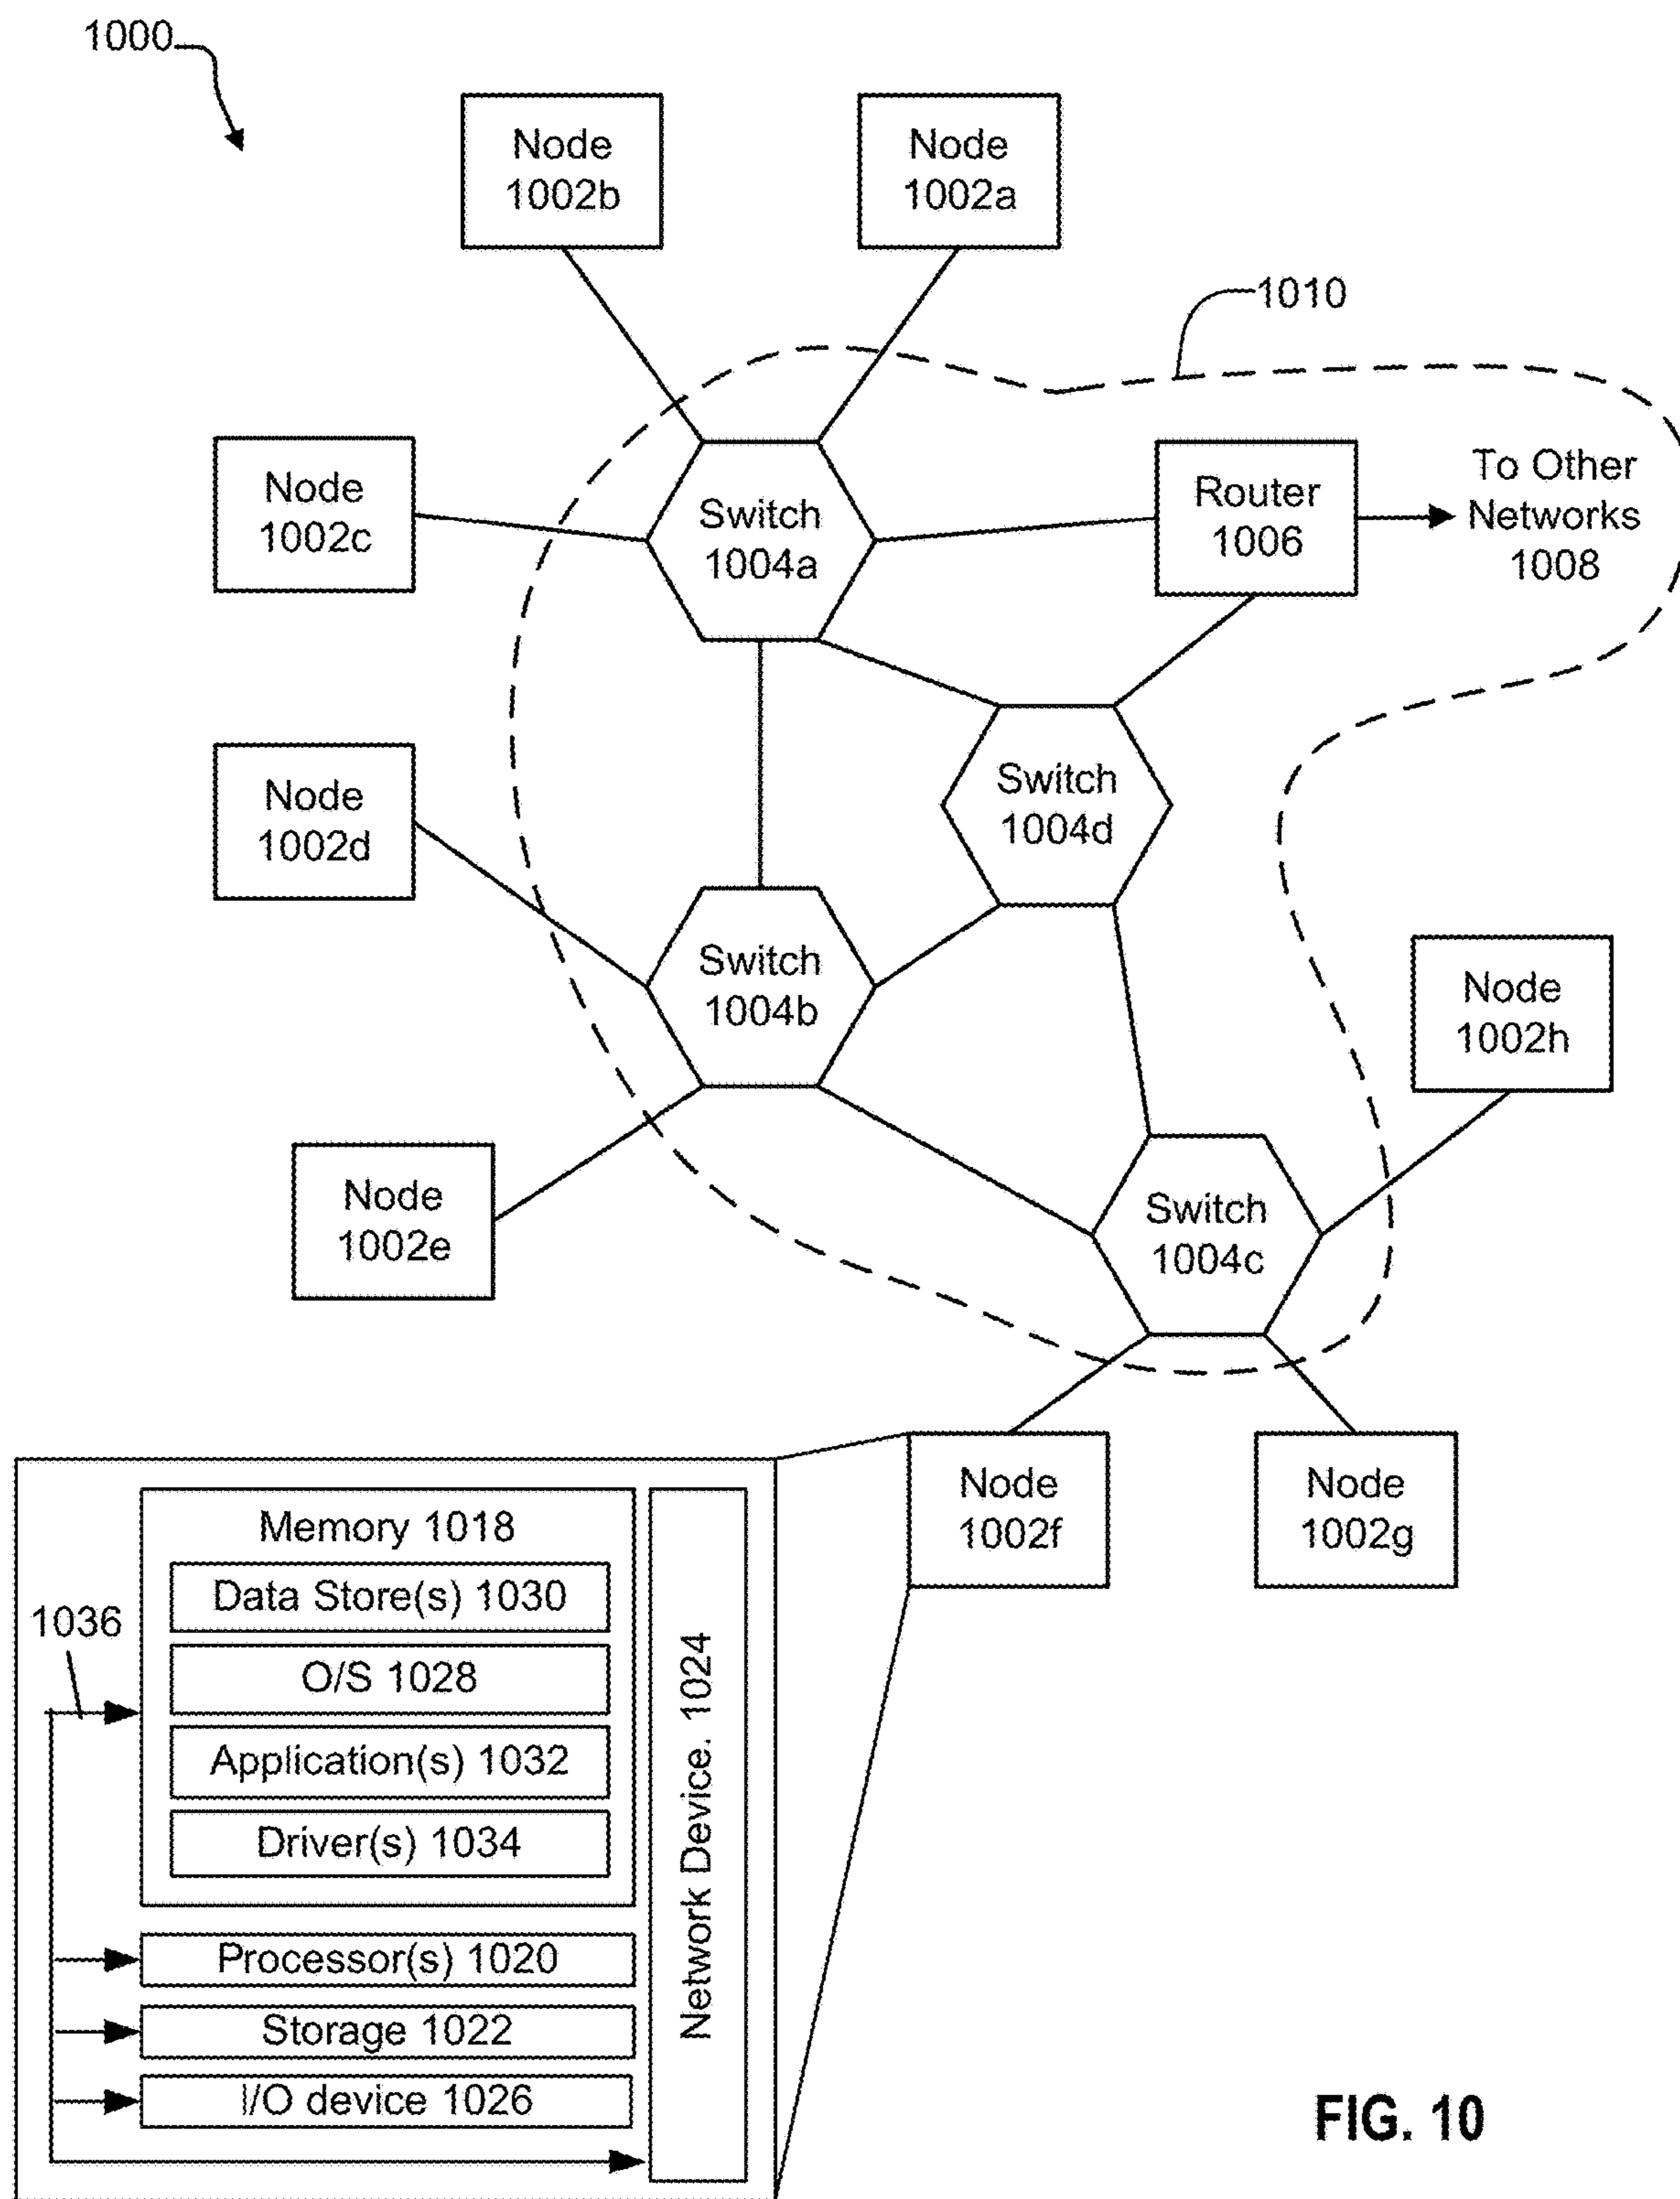 1000
Node
1002b
Node
1002a
1010
Node
1002c
Switch
1004a
Router
1006
To Other
Networks
1008
Node
1002d
Switch
1004d
Switch
1004b
Node
1002h
Node
1002e
Switch
1004c
Node
1002f
Node
1002g
Memory 1018
Data Store(s) 1030
1036
O/S 1028
Application(s) 1032
Driver(s) 1034
Network Device. 1024
Processor(s) 1020
Storage 1022
I/O device 1026
FIG. 10